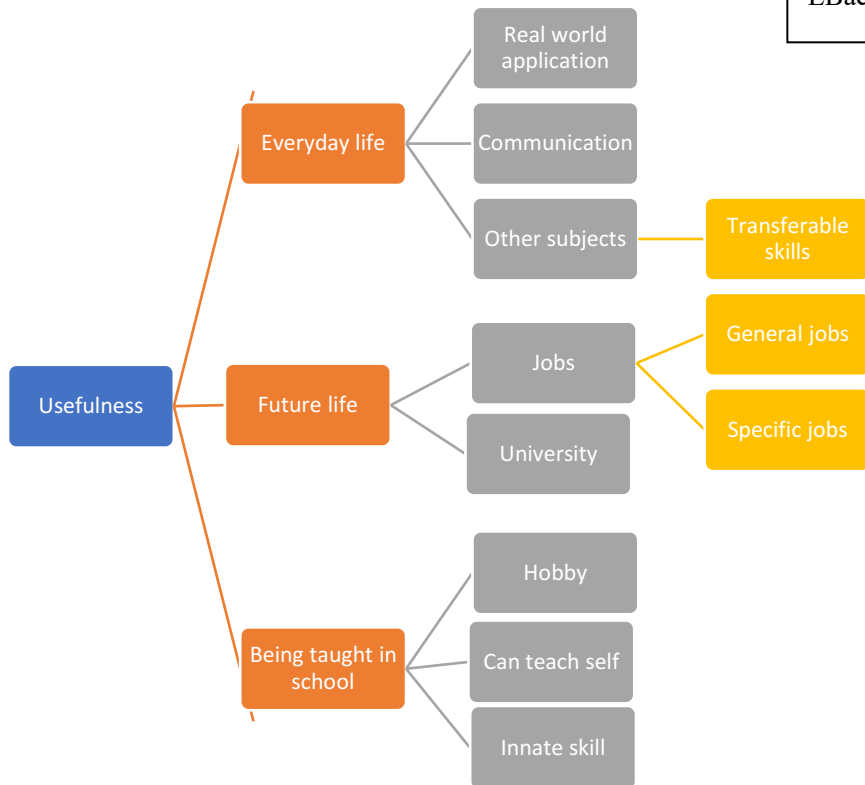 Real world
application
Everyday life
Communication
Other subjects
Transferable
skills
General jobs
Jobs
Usefulness
Future life
Specific jobs
University
Hobby
Being taught in
school
Can teach self
Innate skill